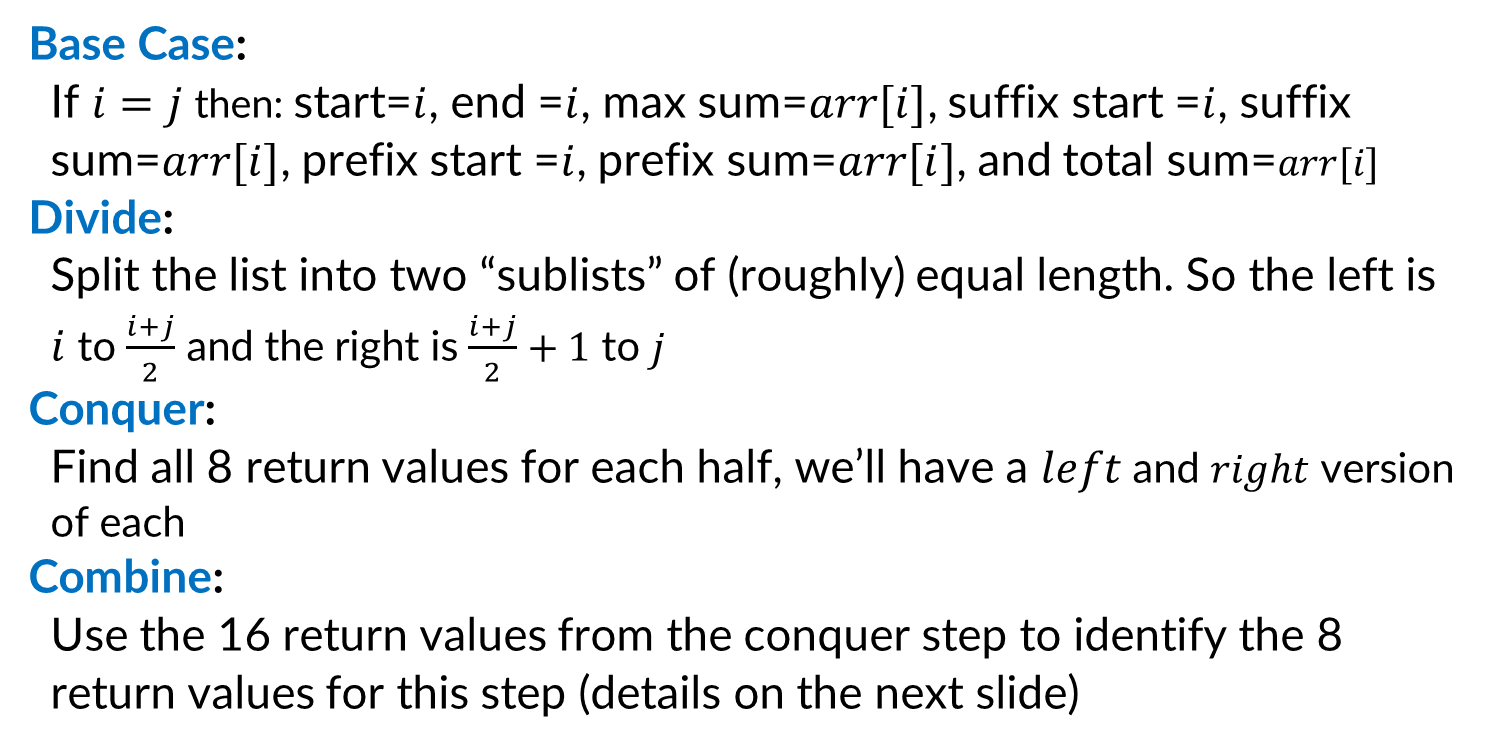 Base Case:
If i = j then: start=i, end =i, max sum=arr[i], suffix start =i, suffix
sum=arr[i], prefix start =i, prefix sum=arr[i], and total sum=arr[i]
Divide:
Split the list into two “sublists” of (roughly) equal length. So the left is
i to i+j/2 and the right is i+j/2 + 1 to j
Conquer:
Find all 8 return values for each half, we’ll have a left and right version
of each
Combine:
Use the 16 return values from the conquer step to identify the 8
return values for this step (details on the next slide)